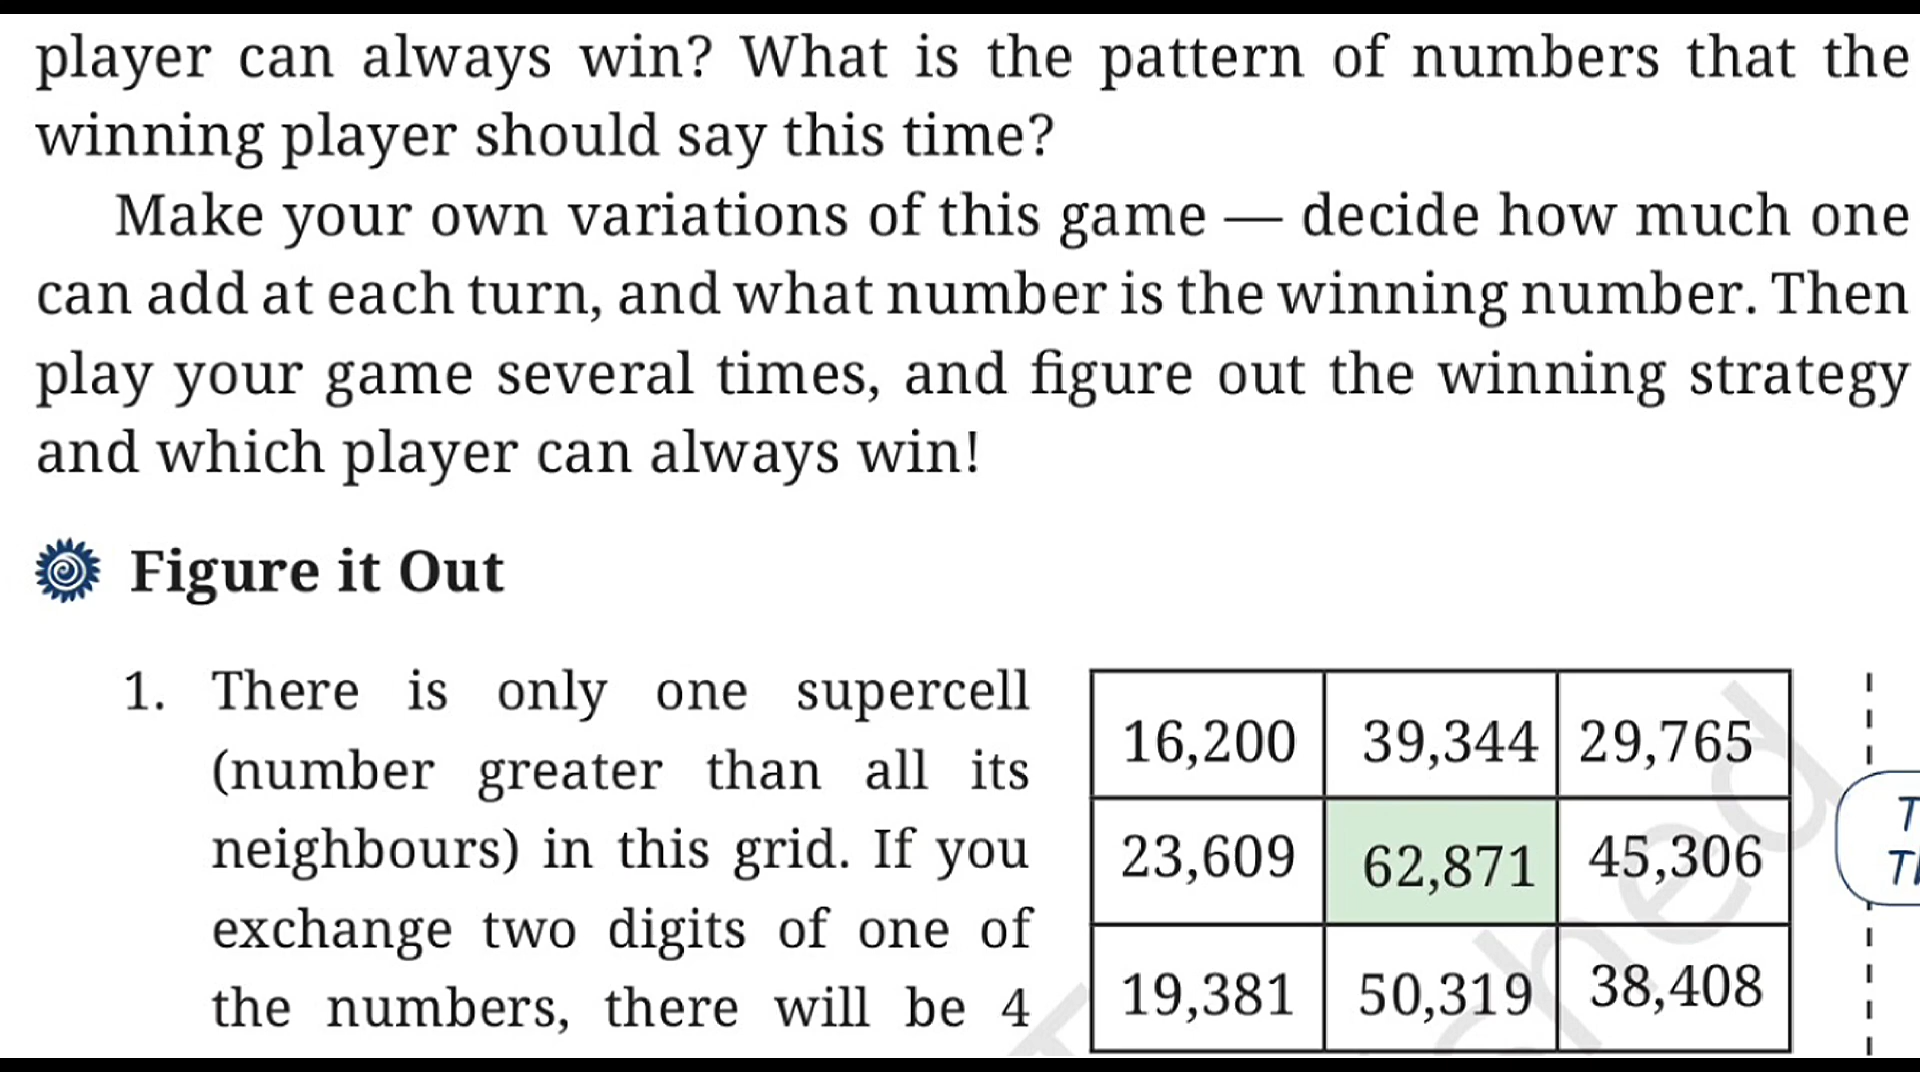 player can always win? What is the pattern of numbers that the
winning player should say this time?
Make your own variations of this game — decide how much one
can add at each turn, and what number is the winning number. Then
play your game several times, and figure out the winning strategy
and which player can always win!
Figure it Out
1. There is only one supercell
(number greater than all its
neighbours) in this grid. If you
exchange two digits of one of
the numbers, there will be 4
16,200 39,344 29,765
23,609 62,871 45,306
19,381 50,319 38,408